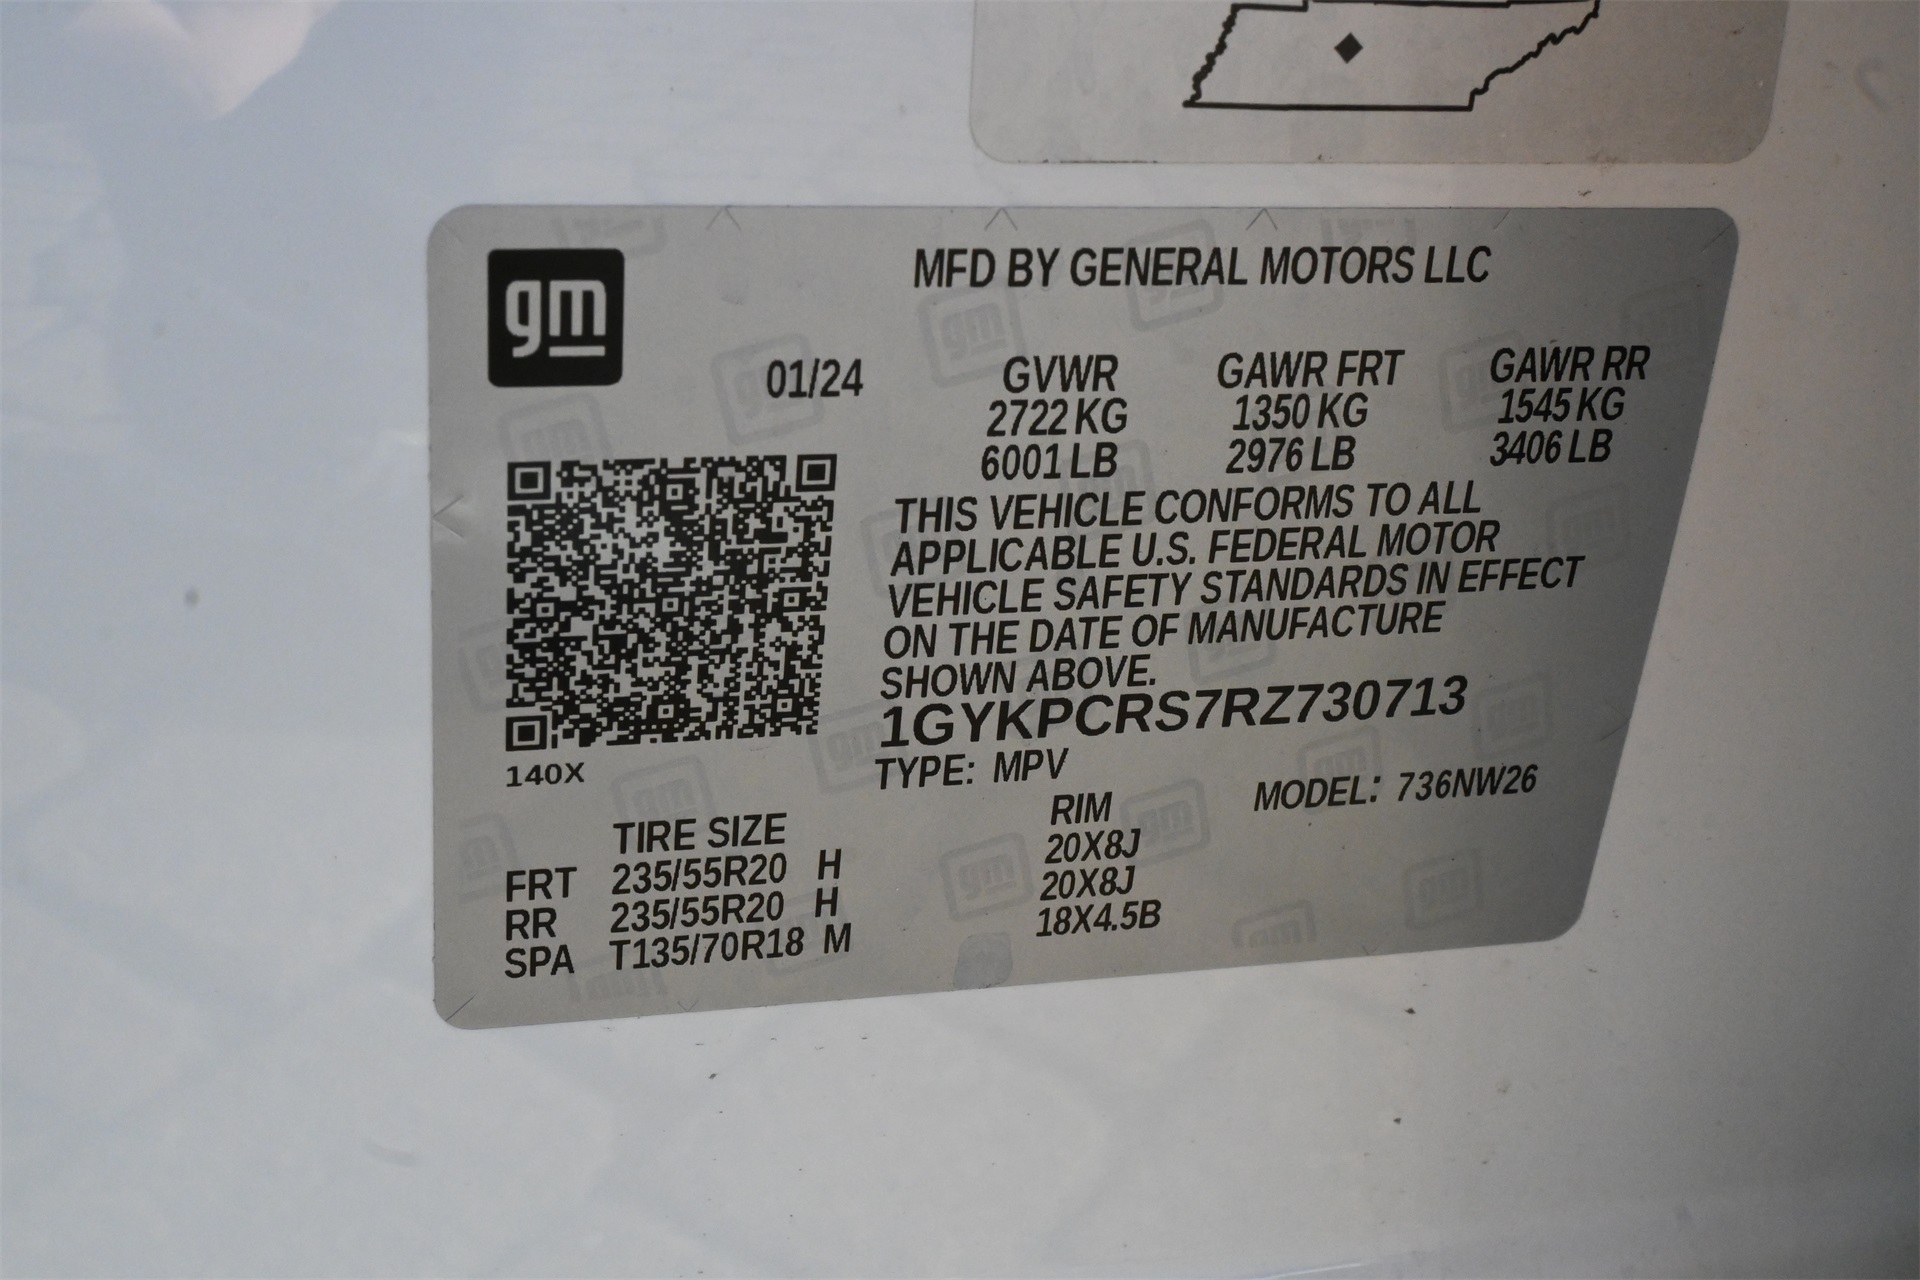 gm
MFD BY GENERAL MOTORS LLC
01/24
GVWR GAWR FRT GAWR RR
2722 KG 1350 KG 1545 KG
6001 LB 2976 LB 3406 LB
THIS VEHICLE CONFORMS TO ALL
APPLICABLE U.S. FEDERAL MOTOR
VEHICLE SAFETY STANDARDS IN EFFECT
ON THE DATE OF MANUFACTURE
SHOWN ABOVE.
1GYKPCRS7RZ730713
140X
TYPE: MPV
MODEL: 736NW26
TIRE SIZE RIM
FRT 235/55R20 H 20X8J
RR 235/55R20 H 20X8J
SPA T135/70R18 M 18X4.5B